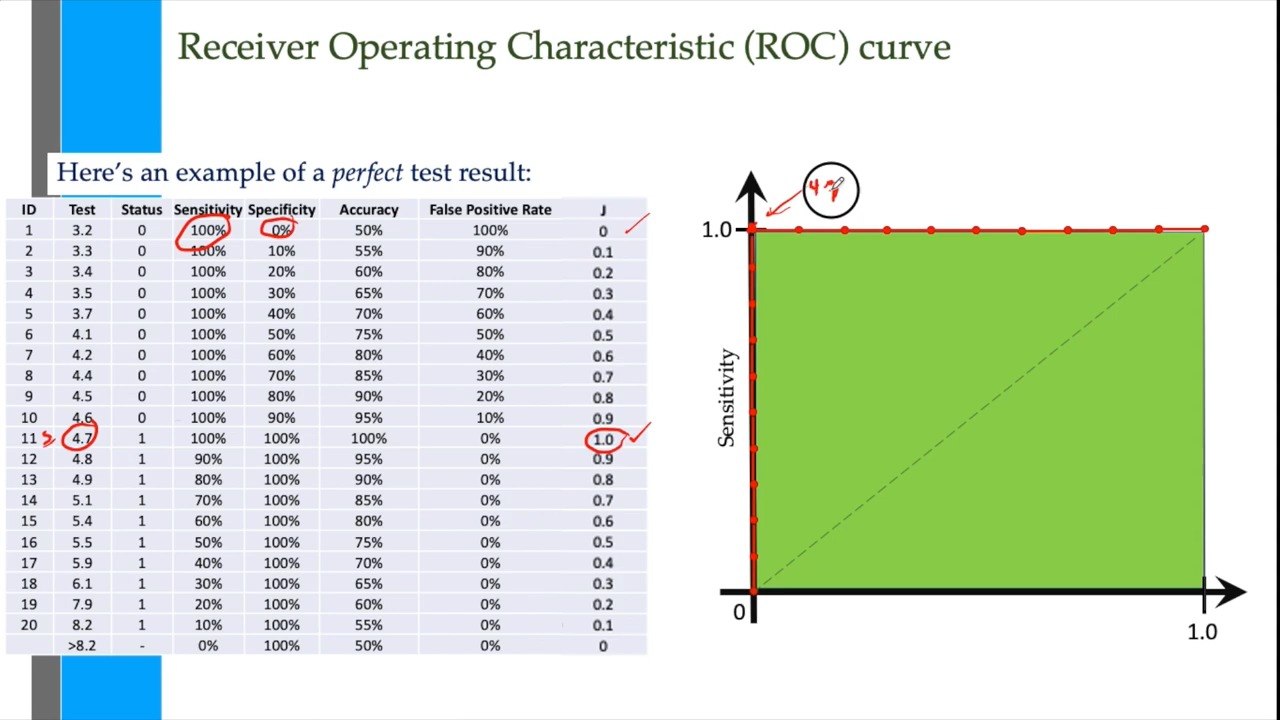 Receiver Operating Characteristic (ROC) curve
Here's an example of a perfect test result:
ID Test Status Sensitivity Specificity Accuracy False Positive Rate J
1 3.2 0 100% 0% 50% 100% 0
2 3.3 0 100% 10% 55% 90% 0.1
3 3.4 0 100% 20% 60% 80% 0.2
4 3.5 0 100% 30% 65% 70% 0.3
5 3.7 0 100% 40% 70% 60% 0.4
6 4.1 0 100% 50% 75% 50% 0.5
7 4.2 0 100% 60% 80% 40% 0.6
8 4.4 0 100% 70% 85% 30% 0.7
9 4.5 0 100% 80% 90% 20% 0.8
10 4.6 0 100% 90% 95% 10% 0.9
11 4.7 1 100% 100% 100% 0% 1.0
12 4.8 1 90% 100% 95% 0% 0.9
13 4.9 1 80% 100% 90% 0% 0.8
14 5.1 1 70% 100% 85% 0% 0.7
15 5.4 1 60% 100% 80% 0% 0.6
16 5.5 1 50% 100% 75% 0% 0.5
17 5.9 1 40% 100% 70% 0% 0.4
18 6.1 1 30% 100% 65% 0% 0.3
19 7.9 1 20% 100% 60% 0% 0.2
20 8.2 1 10% 100% 55% 0% 0.1
>8.2 - 0% 100% 50% 0% 0
1.0
Sensitivity
0
1.0